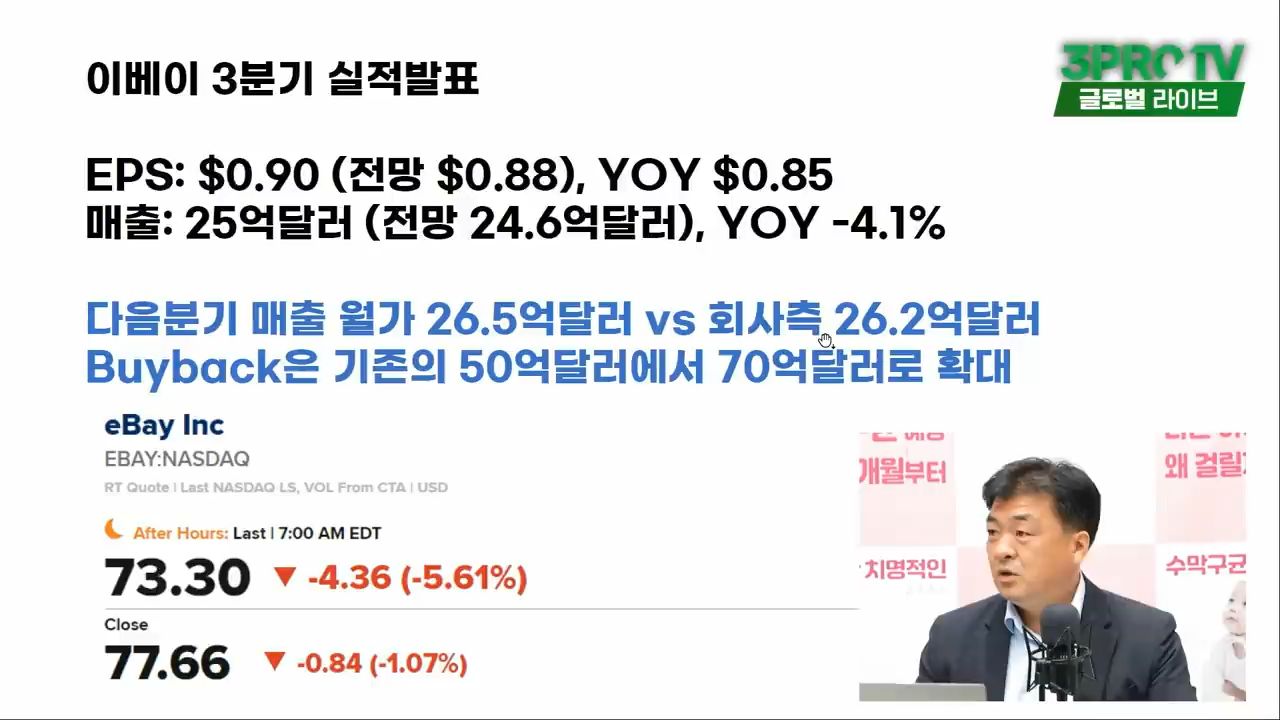 이베이 3분기 실적발표
3PROTV
글로벌 라이브
EPS: $0.90 (전망 $0.88), YOY $0.85
매출: 25억달러 (전망 24.6억달러), YOY -4.1%
다음분기 매출 월가 26.5억달러 vs 회사측 26.2억달러
Buyback은 기존의 50억달러에서 70억달러로 확대
eBay Inc
EBAY:NASDAQ
RT Quote | Last NASDAQ LS, VOL From CTA | USD
After Hours: Last | 7:00 AM EDT
73.30 ▼ -4.36 (-5.61%)
Close
77.66 ▼ -0.84 (-1.07%)
개월부터
왜 걸릴
치명적인
수막구균